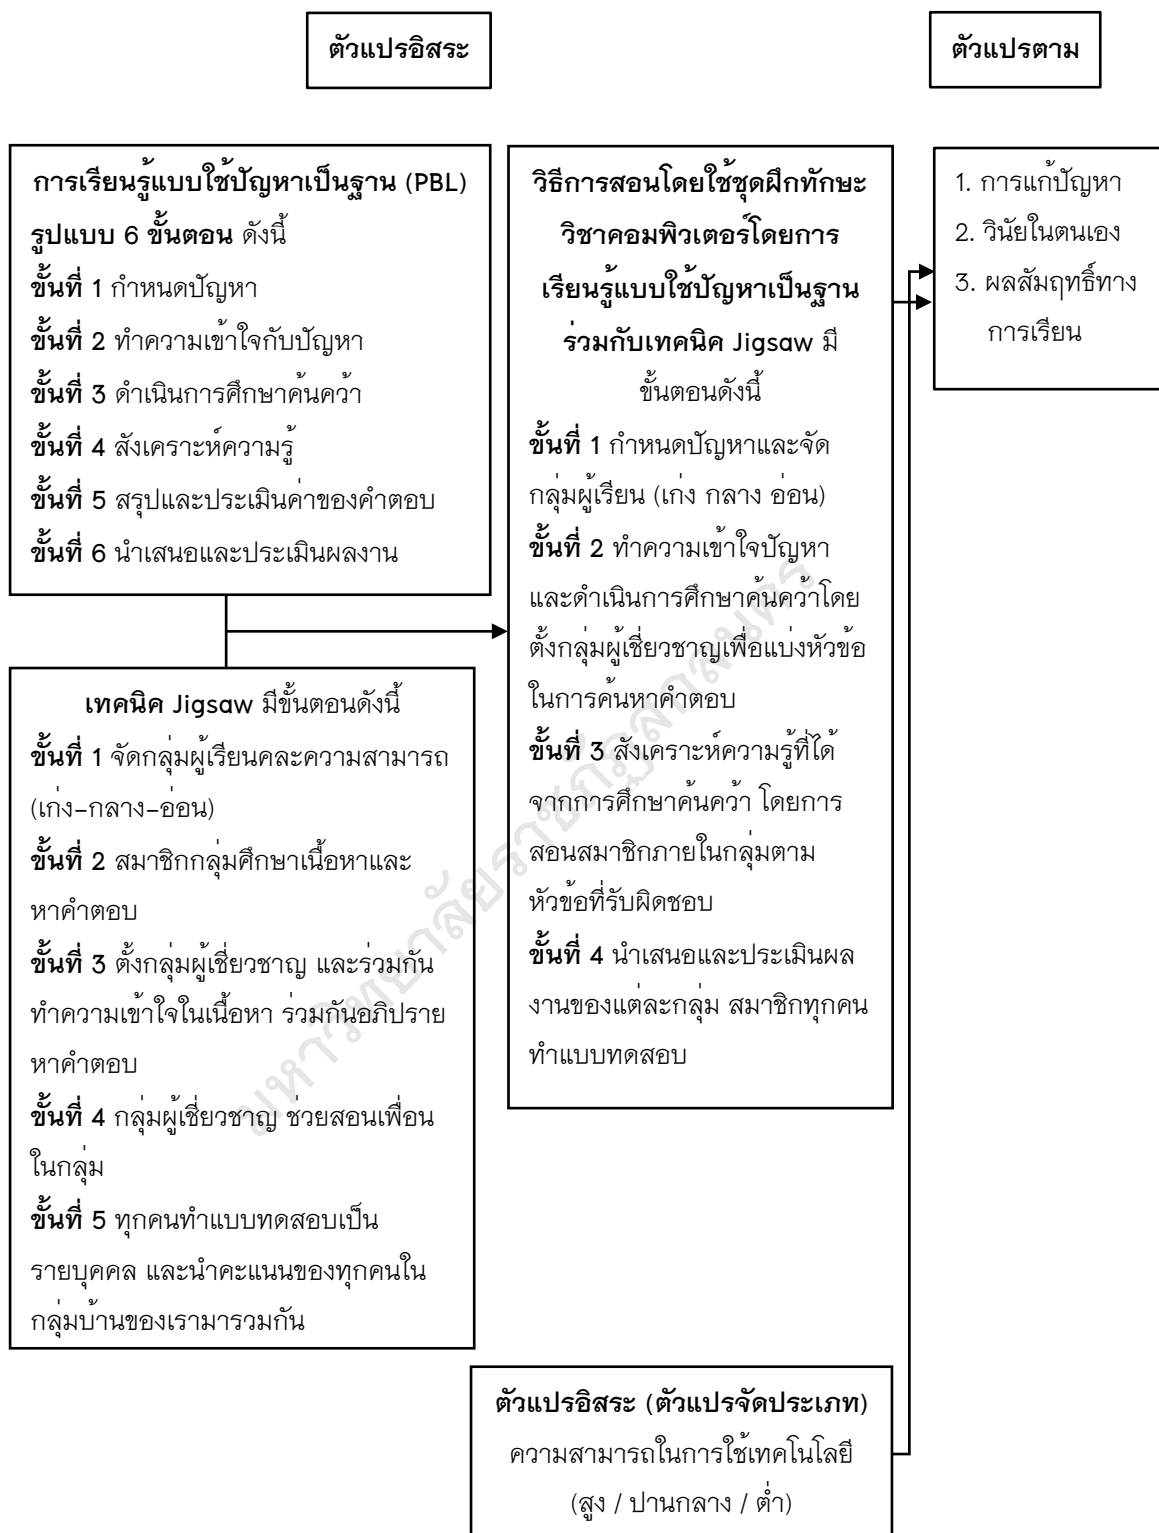 ตัวแปรอิสระ
ตัวแปรตาม
การเรียนรู้แบบใช้ปัญหาเป็นฐาน (PBL)
รูปแบบ 6 ขั้นตอน ดังนี้
ขั้นที่ 1 กำหนดปัญหา
ขั้นที่ 2 ทำความเข้าใจกับปัญหา
ขั้นที่ 3 ดำเนินการศึกษาค้นคว้า
ขั้นที่ 4 สังเคราะห์ความรู้
ขั้นที่ 5 สรุปและประเมินค่าของคำตอบ
ขั้นที่ 6 นำเสนอและประเมินผลงาน
เทคนิค Jigsaw มีขั้นตอนดังนี้
ขั้นที่ 1 จัดกลุ่มผู้เรียนคละความสามารถ
(เก่ง-กลาง-อ่อน)
ขั้นที่ 2 สมาชิกกลุ่มศึกษาเนื้อหาและ
หาคำตอบ
ขั้นที่ 3 ตั้งกลุ่มผู้เชี่ยวชาญ และร่วมกัน
ทำความเข้าใจในเนื้อหา ร่วมกันอภิปราย
หาคำตอบ
ขั้นที่ 4 กลุ่มผู้เชี่ยวชาญ ช่วยสอนเพื่อน
ในกลุ่ม
ขั้นที่ 5 ทุกคนทำแบบทดสอบเป็น
รายบุคคล และนำคะแนนของทุกคนใน
กลุ่มบ้านของเรามารวมกัน
วิธีการสอนโดยใช้ชุดฝึกทักษะ
วิชาคอมพิวเตอร์โดยการ
เรียนรู้แบบใช้ปัญหาเป็นฐาน
ร่วมกับเทคนิค Jigsaw มี
ขั้นตอนดังนี้
ขั้นที่ 1 กำหนดปัญหาและจัด
กลุ่มผู้เรียน (เก่ง กลาง อ่อน)
ขั้นที่ 2 ทำความเข้าใจปัญหา
และดำเนินการศึกษาค้นคว้าโดย
ตั้งกลุ่มผู้เชี่ยวชาญเพื่อแบ่งหัวข้อ
ในการค้นหาคำตอบ
ขั้นที่ 3 สังเคราะห์ความรู้ที่ได้
จากการศึกษาค้นคว้า โดยการ
สอนสมาชิกภายในกลุ่มตาม
หัวข้อที่รับผิดชอบ
ขั้นที่ 4 นำเสนอและประเมินผล
งานของแต่ละกลุ่ม สมาชิกทุกคน
ทำแบบทดสอบ
1. การแก้ปัญหา
2. วินัยในตนเอง
3. ผลสัมฤทธิ์ทาง
การเรียน
ตัวแปรอิสระ (ตัวแปรจัดประเภท)
ความสามารถในการใช้เทคโนโลยี
(สูง / ปานกลาง / ต่ำ)
มหาวิทยาลัยราชภัฏสกลนคร